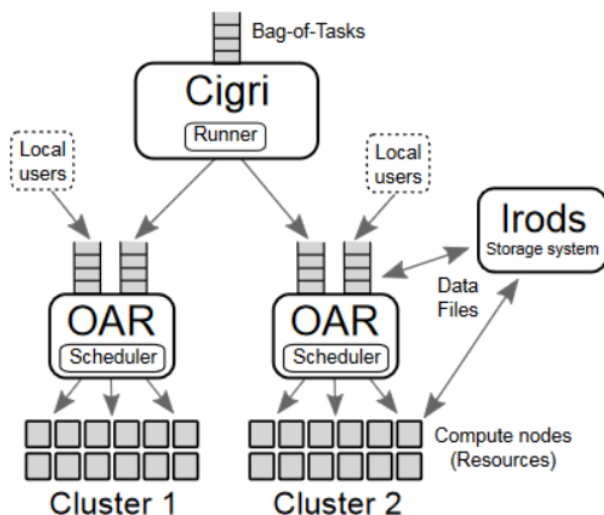 Bag-of-Tasks
Cigri
Runner
Local
users
Local
users
Irods
Storage system
Data
Files
OAR
Scheduler
OAR
Scheduler
Compute nodes
(Resources)
Cluster 1
Cluster 2